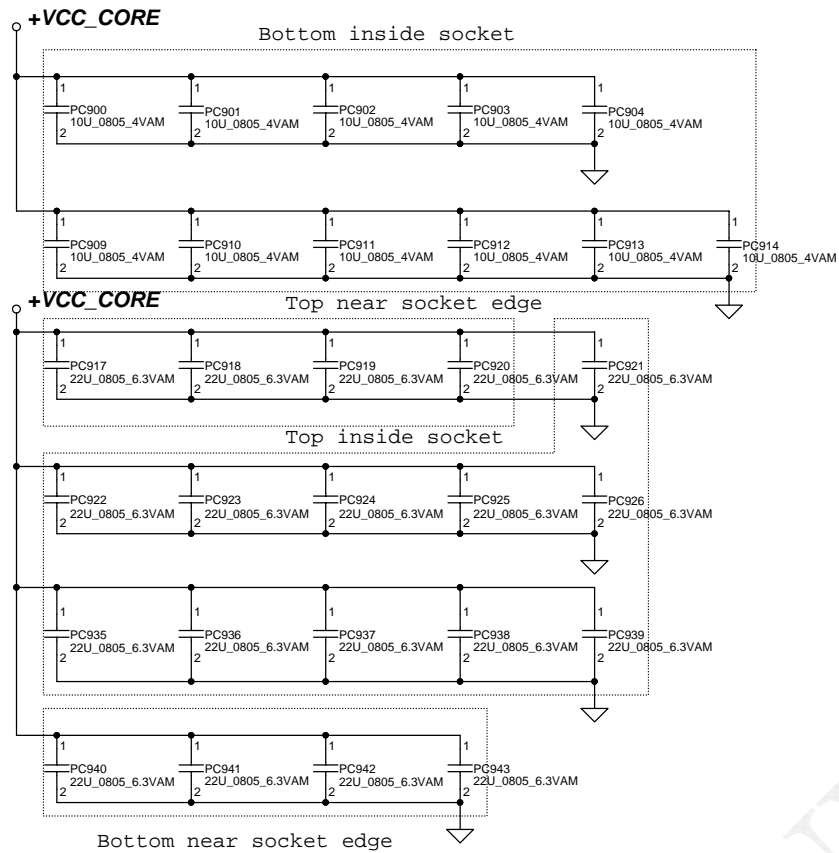 +VCC_CORE
Bottom inside socket
1 1 1 1 1
PC900 PC901 PC902 PC903 PC904
10U_0805_4VAM 10U_0805_4VAM 10U_0805_4VAM 10U_0805_4VAM 10U_0805_4VAM
2 2 2 2 2
1 1 1 1 1 1
PC909 PC910 PC911 PC912 PC913 PC914
10U_0805_4VAM 10U_0805_4VAM 10U_0805_4VAM 10U_0805_4VAM 10U_0805_4VAM 10U_0805_4VAM
2 2 2 2 2 2
+VCC_CORE
Top near socket edge
1 1 1 1 1
PC917 PC918 PC919 PC920 PC921
22U_0805_6.3VAM 22U_0805_6.3VAM 22U_0805_6.3VAM 22U_0805_6.3VAM 22U_0805_6.3VAM
2 2 2 2 2
Top inside socket
1 1 1 1 1
PC922 PC923 PC924 PC925 PC926
22U_0805_6.3VAM 22U_0805_6.3VAM 22U_0805_6.3VAM 22U_0805_6.3VAM 22U_0805_6.3VAM
2 2 2 2 2
1 1 1 1 1
PC935 PC936 PC937 PC938 PC939
22U_0805_6.3VAM 22U_0805_6.3VAM 22U_0805_6.3VAM 22U_0805_6.3VAM 22U_0805_6.3VAM
2 2 2 2 2
1 1 1 1
PC940 PC941 PC942 PC943
22U_0805_6.3VAM 22U_0805_6.3VAM 22U_0805_6.3VAM 22U_0805_6.3VAM
2 2 2 2
Bottom near socket edge